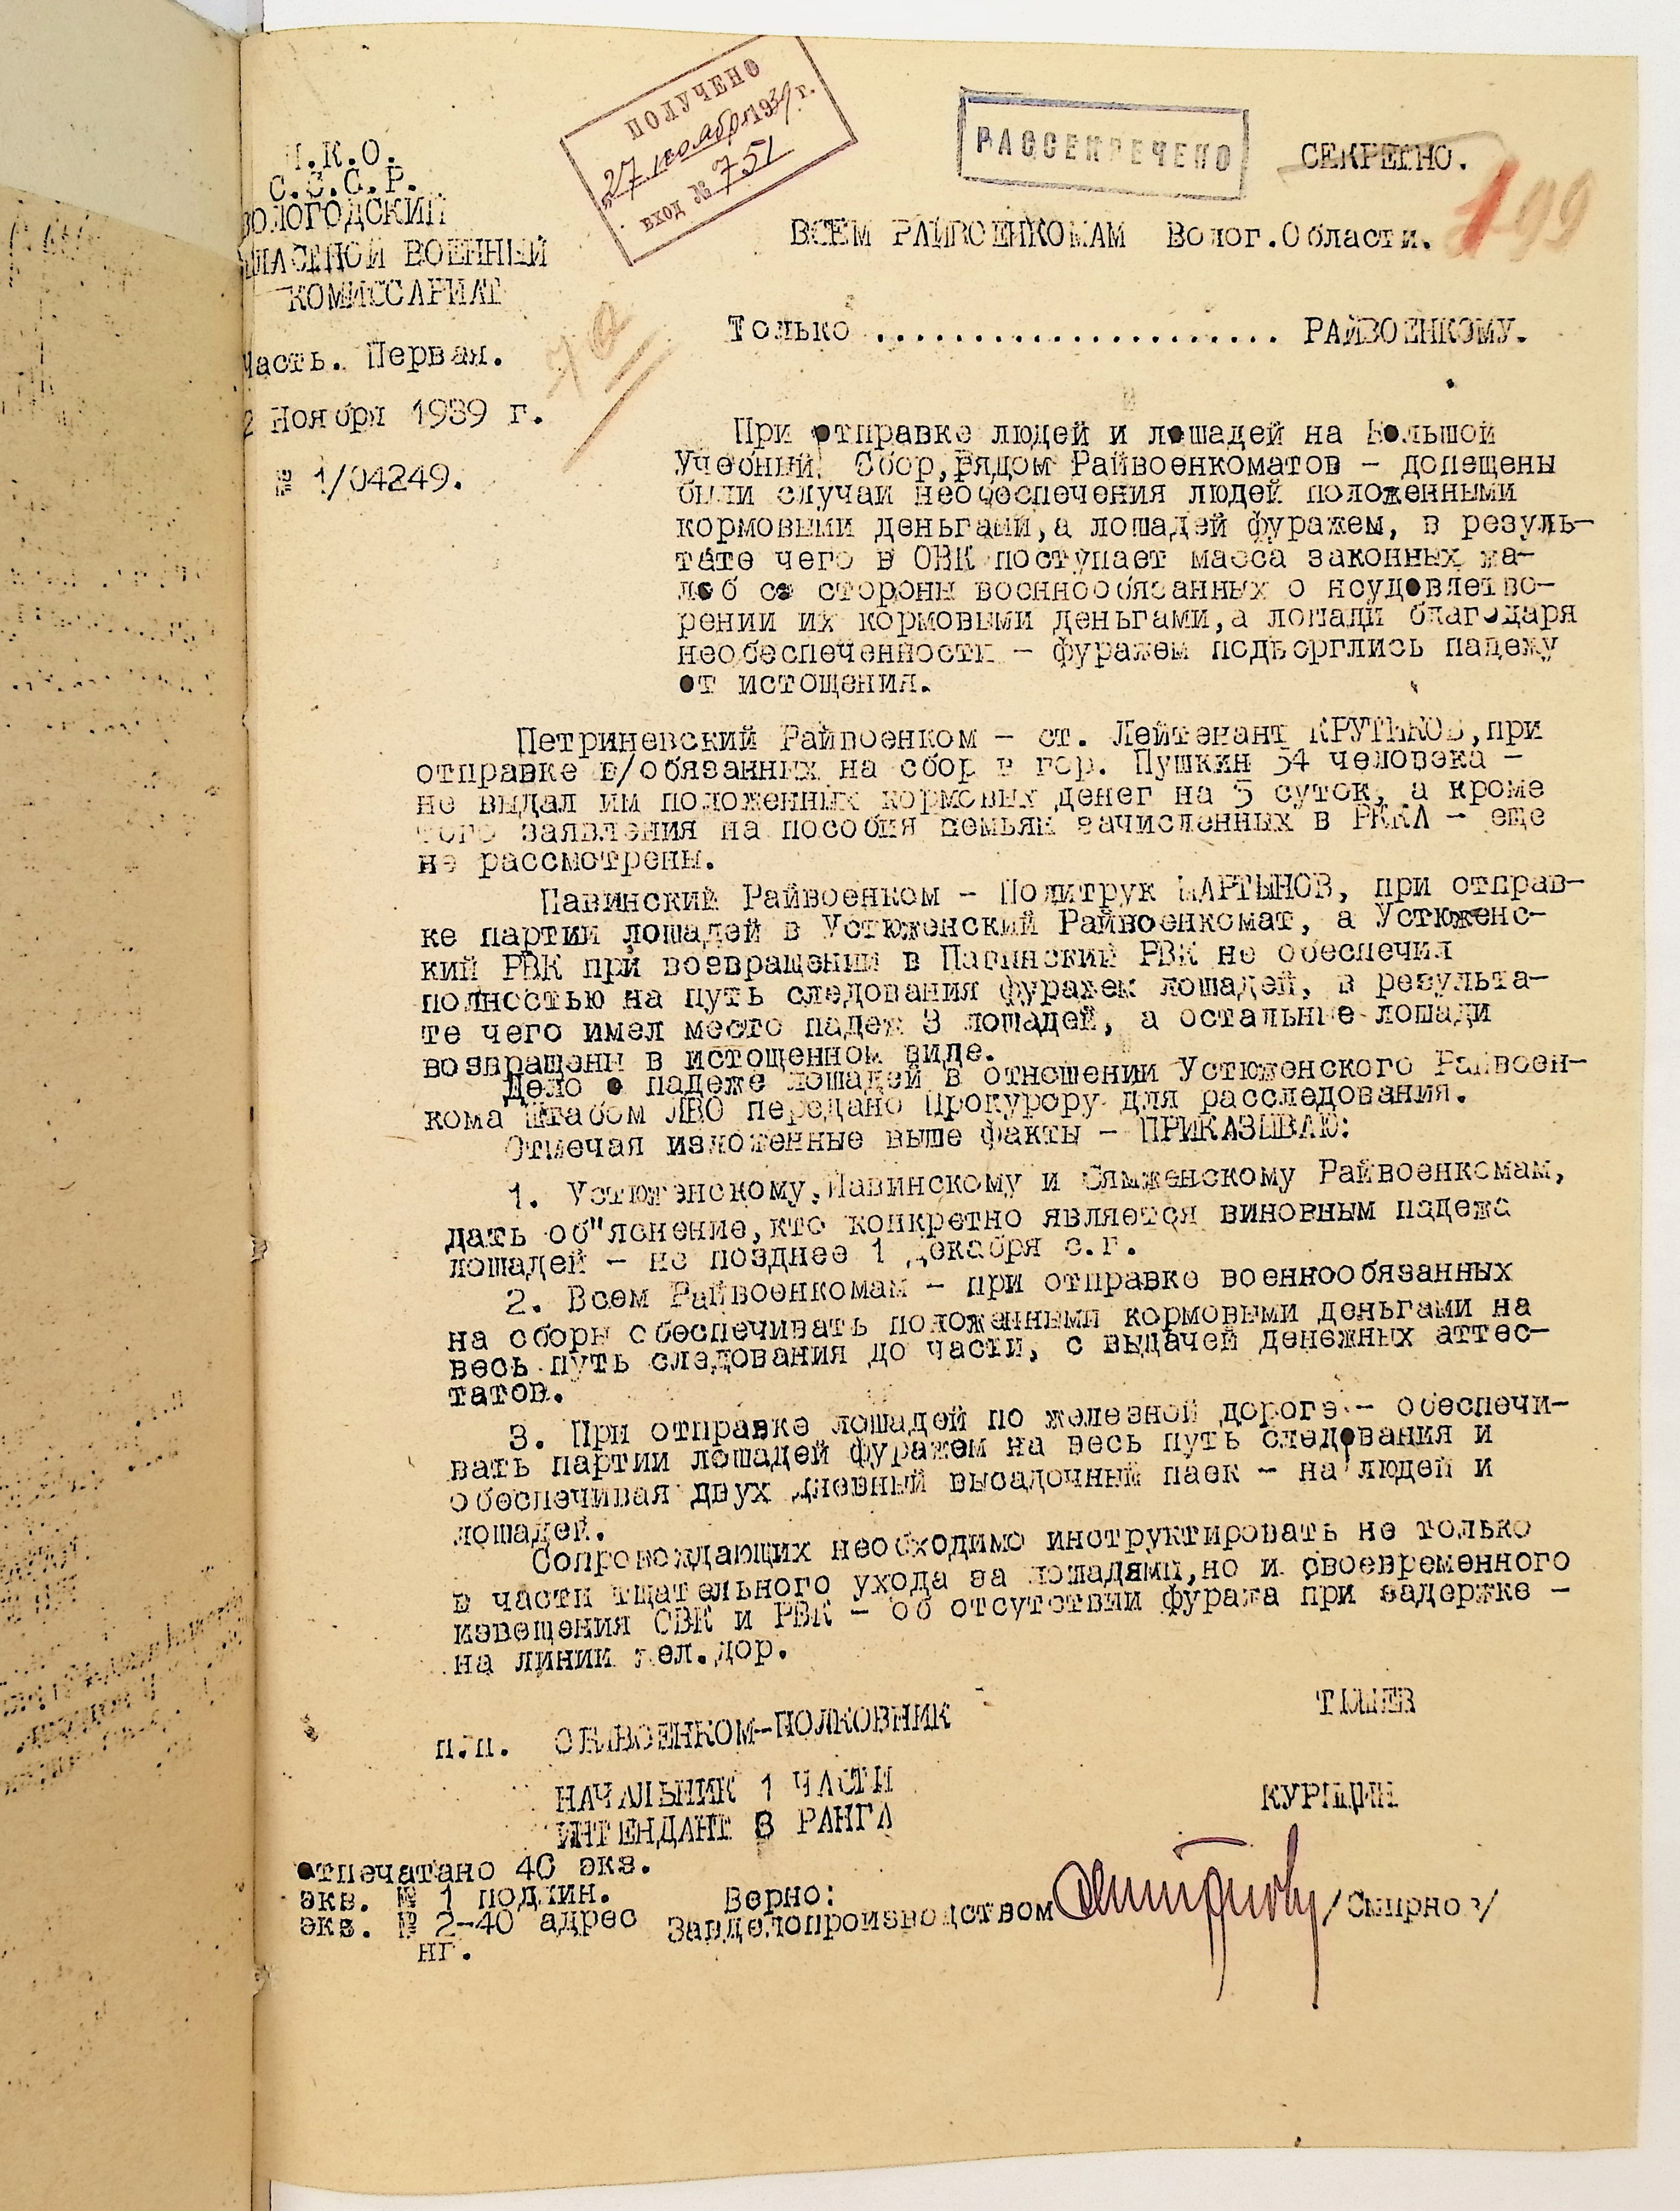 ПОЛУЧЕНО
27 ноября 1939 г.
ВХОД № 751
РАССЕКРЕЧЕНО
СЕКРЕТНО.
199
Н.К.О.
С.С.С.Р.
ВОЛОГОДСКИЙ
ЛАСТНОЙ ВОЕННЫЙ
КОМИССАРИАТ
Часть. Первая.
2 Ноября 1939 г.
№ 1/04249.
ВСЕМ РАЙВОЕНКОМАМ Волог.Области.
Только ..................... РАЙВОЕНКОМУ.
При отправке людей и лошадей на Большой
Учебный Сбор,рядом Райвоенкоматов - допещены
были случаи необеспечения людей положенными
кормовыми деньгами,а лошадей фуражем, в резуль-
тате чего в ОВК поступает масса законных жа-
лоб со стороны военнообязанных о неудовлетво-
рении их кормовыми деньгами,а лошади благодаря
необеспеченности - фуражем подверглись падежу
от истощения.
Петриневский Райвоенком - ст. Лейтенант КРУТИКОВ,при
отправке в/обязанных на сбор в гор. Пушкин 54 человека -
не выдал им положенных кормовых денег на 5 суток, а кроме
того заявления на пособия семьям зачисленных в РККА - еще
не рассмотрены.
Павинский Райвоенком - Политрук МАРТЫНОВ, при отправ-
ке партии лошадей в Устюженский Райвоенкомат, а Устюженс-
кий РВК при возвращении в Павинский РВК не обеспечил
полностью на путь следования фуражем лошадей, в результа-
те чего имел место падеж 3 лошадей, а остальные лошади
возвращены в истощенном виде.
Дело о падеже лошадей в отношении Устюженского Райвоен-
кома Штабом ЛВО передано Прокурору для расследования.
Отмечая изложенные выше факты - ПРИКАЗЫВАЮ:
1. Устюженскому,Павинскому и Сямженскому Райвоенкомам,
дать об"яснение,кто конкретно является виновным падежа
лошадей - не позднее 1 декабря с.г.
2. Всем Райвоенкомам - при отправке военнообязанных
на сборы обеспечивать положенными кормовыми деньгами на
весь путь следования до части, с выдачей денежных аттес-
татов.
3. При отправке лошадей по железной дороге - обеспечи-
вать партии лошадей фуражем на весь путь следования и
обеспечивая двух дневный высадочный паек - на людей и
лошадей.
Сопровождающих необходимо инструктировать не только
в части тщательного ухода за лошадями,но и своевременного
извещения ОВК и РВК - об отсутствии фуража при задержке -
на линии жел.дор.
п.п. ОБЛВОЕНКОМ-ПОЛКОВНИК
НАЧАЛЬНИК 1 ЧАСТИ
ИНТЕНДАНТ 3 РАНГА
отпечатано 40 экз.
экз. № 1 подлин.
экз. № 2-40 адрес
нг.
Верно:
Завделопроизводством /Смирнов/